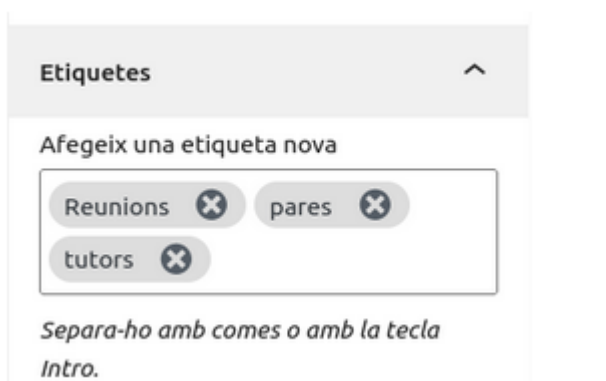 Etiquetes
Afegeix una etiqueta nova
Reunions pares
tutors
Separa-ho amb comes o amb la tecla
Intro.